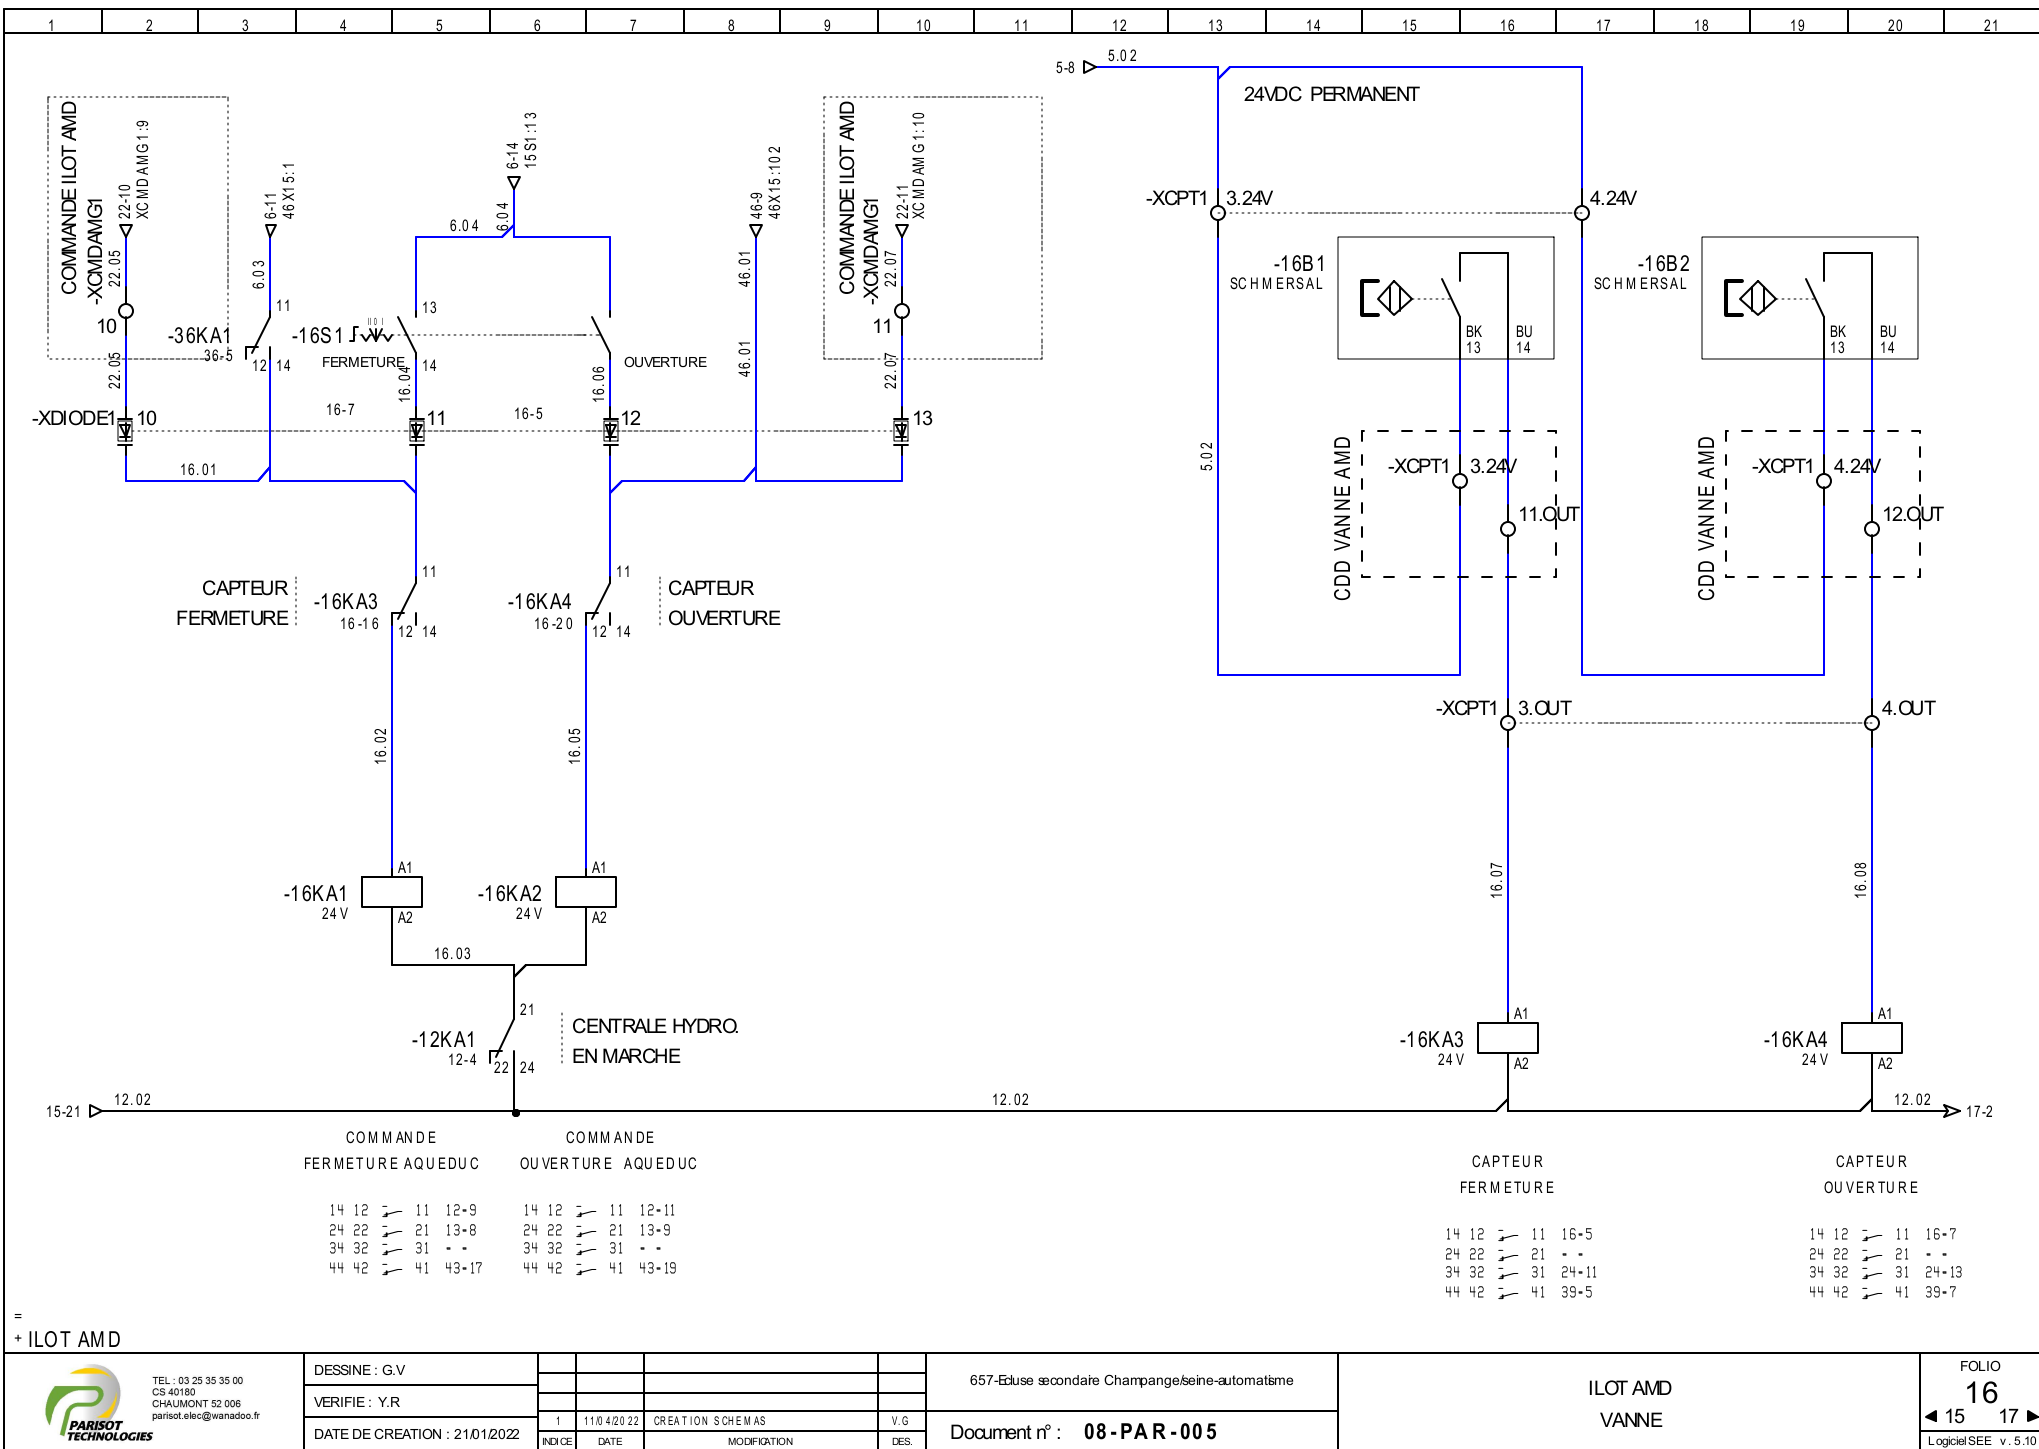 1 2 3 4 5 6 7 8 9 10 11 12 13 14 15 16 17 18 19 20 21
5-8 5.02
24VDC PERMANENT
COMMANDE ILOT AMD
-XCMDAMG1
22-10
XCMDAMG1:9
22.05
10
22.05
6-11
46X15:1
6.03
-36KA1
36-5
11
12 14
6-14
15S1:13
6.04
6.04
-16S1
II 0 I
13
14
FERMETURE
OUVERTURE
16.04
16.06
46-9
46X15:102
46.01
46.01
COMMANDE ILOT AMD
-XCMDAMG1
22-11
XCMDAMG1:10
22.07
11
22.07
-XDIODE1 10
16-7
11
16-5
12
13
16.01
-XCPT1 3.24V
4.24V
-16B1
SCHMERSAL
BK BU
13 14
-16B2
SCHMERSAL
BK BU
13 14
5.02
CDD VANNE AMD
-XCPT1 3.24V
11.OUT
CDD VANNE AMD
-XCPT1 4.24V
12.OUT
CAPTEUR
FERMETURE
-16KA3
16-16
11
12 14
-16KA4
16-20
11
12 14
CAPTEUR
OUVERTURE
-XCPT1 3.OUT
4.OUT
16.02
16.05
16.07
16.08
-16KA1
24V
A1
A2
-16KA2
24V
A1
A2
16.03
-12KA1
12-4
21
22 24
CENTRALE HYDRO.
EN MARCHE
-16KA3
24V
A1
A2
-16KA4
24V
A1
A2
15-21 12.02
12.02
12.02 17-2
COMMANDE
FERMETURE AQUEDUC
14 12 11 12-9
24 22 21 13-8
34 32 31 - -
44 42 41 43-17
COMMANDE
OUVERTURE AQUEDUC
14 12 11 12-11
24 22 21 13-9
34 32 31 - -
44 42 41 43-19
CAPTEUR
FERMETURE
14 12 11 16-5
24 22 21 - -
34 32 31 24-11
44 42 41 39-5
CAPTEUR
OUVERTURE
14 12 11 16-7
24 22 21 - -
34 32 31 24-13
44 42 41 39-7
=
+ ILOT AMD
PARISOT
TECHNOLOGIES
TEL : 03 25 35 35 00
CS 40180
CHAUMONT 52 006
parisot.elec@wanadoo.fr
DESSINE : G.V
VERIFIE : Y.R
DATE DE CREATION : 21/01/2022
1 11/04/2022 CREATION SCHEMAS V.G
INDICE DATE MODIFICATION DES.
657-Ecluse secondaire Champange/seine-automatisme
Document n° : 08-PAR-005
ILOT AMD
VANNE
FOLIO
16
15 17
Logiciel SEE v.5.10